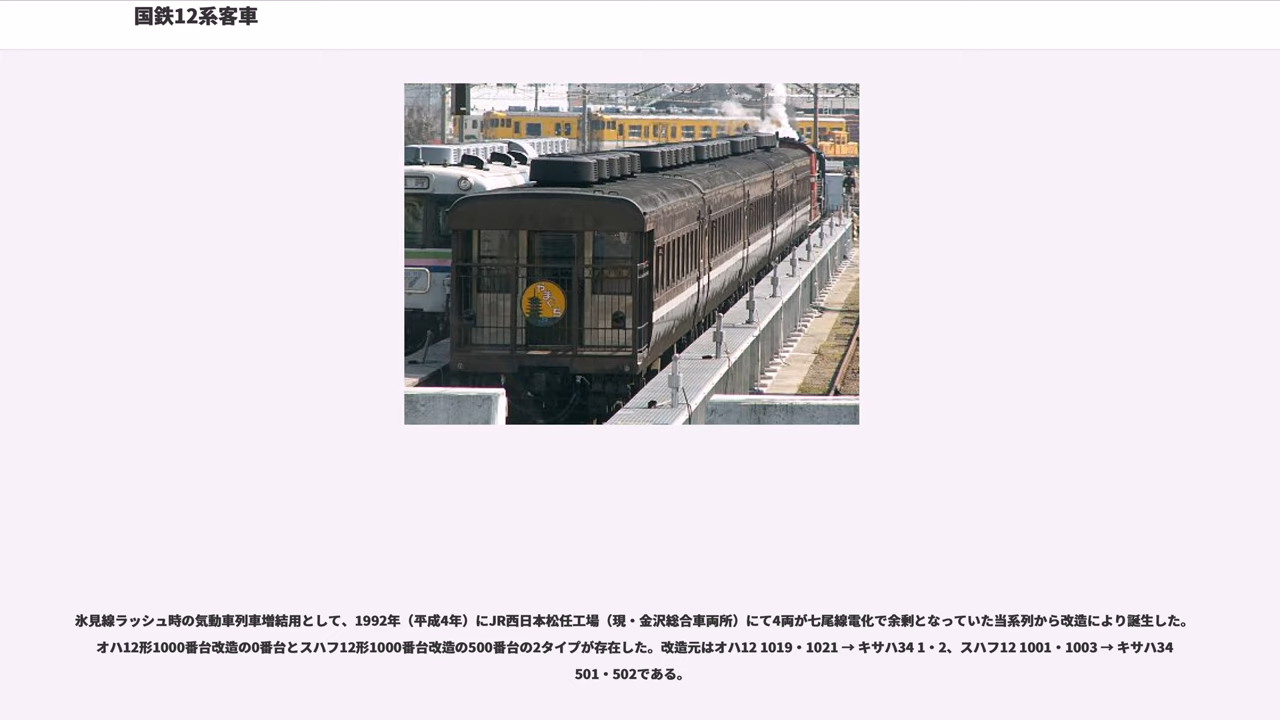 国鉄12系客車
やまぐち
氷見線ラッシュ時の気動車列車増結用として、1992年（平成4年）にJR西日本松任工場（現・金沢総合車両所）にて4両が七尾線電化で余剰となっていた当系列から改造により誕生した。
オハ12形1000番台改造の0番台とスハフ12形1000番台改造の500番台の2タイプが存在した。改造元はオハ12 1019・1021 → キサハ34 1・2、スハフ12 1001・1003 → キサハ34
501・502である。